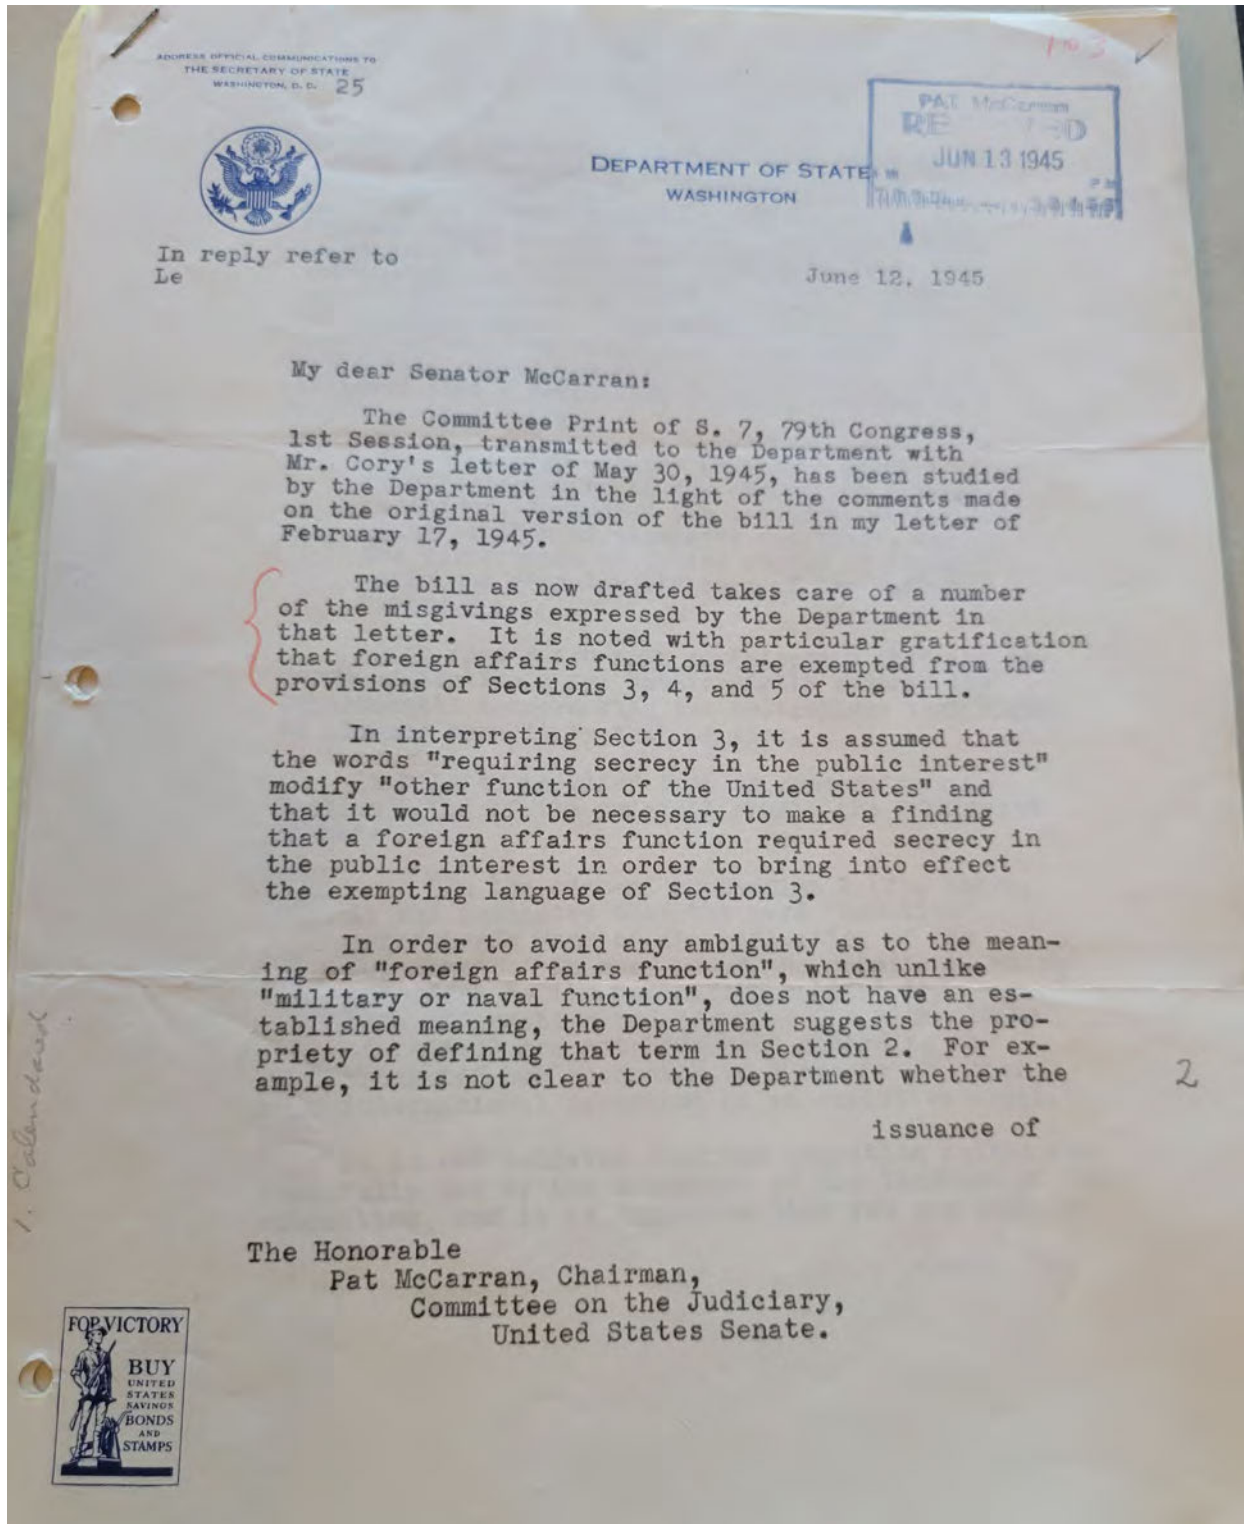 ADDRESS OFFICIAL COMMUNICATIONS TO
THE SECRETARY OF STATE
WASHINGTON, D. C. 25
PAT McCarran
RECEIVED
JUN 13 1945
PM
DEPARTMENT OF STATE
WASHINGTON
In reply refer to
Le
June 12, 1945
My dear Senator McCarran:
The Committee Print of S. 7, 79th Congress,
1st Session, transmitted to the Department with
Mr. Cory's letter of May 30, 1945, has been studied
by the Department in the light of the comments made
on the original version of the bill in my letter of
February 17, 1945.
The bill as now drafted takes care of a number
of the misgivings expressed by the Department in
that letter. It is noted with particular gratification
that foreign affairs functions are exempted from the
provisions of Sections 3, 4, and 5 of the bill.
In interpreting Section 3, it is assumed that
the words "requiring secrecy in the public interest"
modify "other function of the United States" and
that it would not be necessary to make a finding
that a foreign affairs function required secrecy in
the public interest in order to bring into effect
the exempting language of Section 3.
In order to avoid any ambiguity as to the mean-
ing of "foreign affairs function", which unlike
"military or naval function", does not have an es-
tablished meaning, the Department suggests the pro-
priety of defining that term in Section 2. For ex-
ample, it is not clear to the Department whether the
2
issuance of
1. Calendared
The Honorable
Pat McCarran, Chairman,
Committee on the Judiciary,
United States Senate.
FOR VICTORY
BUY
UNITED
STATES
SAVINGS
BONDS
AND
STAMPS